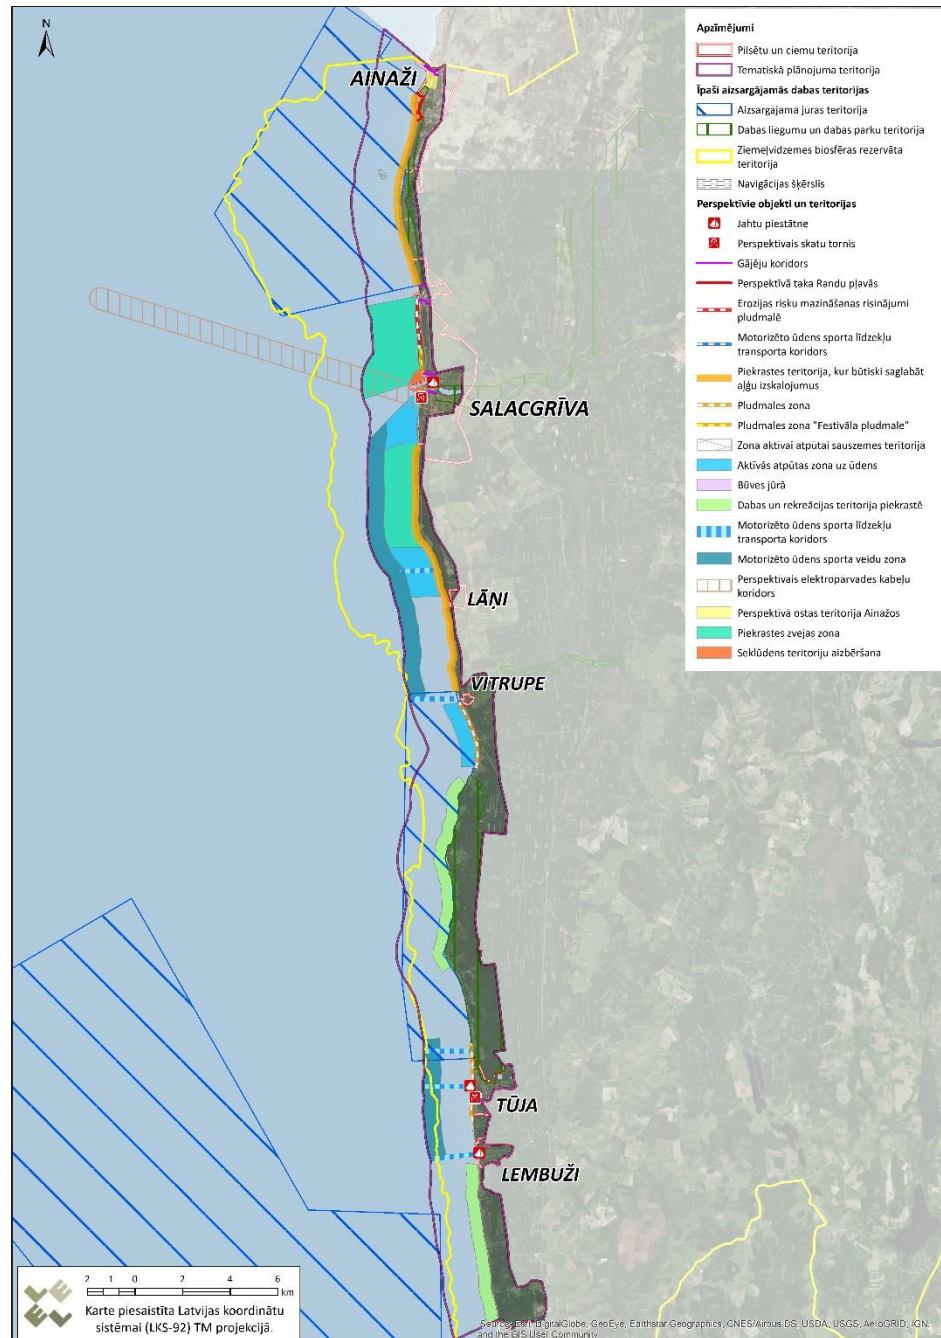 N
AINAŽI
SALACGRĪVA
LĀŅI
VITRUPE
TŪJA
LEMBUŽI
Apzīmējumi
Pilsētu un ciemu teritorija
Tematiskā plānojuma teritorija
Īpaši aizsargājamās dabas teritorijas
Aizsargājamā jūras teritorija
Dabas liegumu un dabas parku teritorija
Ziemeļvidzemes biosfēras rezervāta
teritorija
Navigācijas šķērslis
Perspektīvie objekti un teritorijas
Jahtu piestātne
Perspektīvais skatu tornis
Gājēju koridors
Perspektīvā taka Randu pļavās
Erozijas risku mazināšanas risinājumi
pludmalē
Motorizēto ūdens sporta līdzekļu
transporta koridors
Piekrastes teritorija, kur būtiski saglabāt
aļģu izskalojumus
Pludmales zona
Pludmales zona "Festivāla pludmale"
Zona aktīvai atpūtai sauszemes teritorijā
Aktīvās atpūtas zona uz ūdens
Būves jūrā
Dabas un rekreācijas teritorija piekrastē
Motorizēto ūdens sporta līdzekļu
transporta koridors
Motorizēto ūdens sporta veidu zona
Perspektīvais elektropārvades kabeļu
koridors
Perspektīvā ostas teritorija Ainažos
Piekrastes zvejas zona
Seklūdens teritoriju aizbēršana
2 1 0 2 4 6
km
Karte piesaistīta Latvijas koordinātu
sistēmai (LKS-92) TM projekcijā.
Source: Esri, DigitalGlobe, GeoEye, Earthstar Geographics, CNES/Airbus DS, USDA, USGS, AeroGRID, IGN,
and the GIS User Community